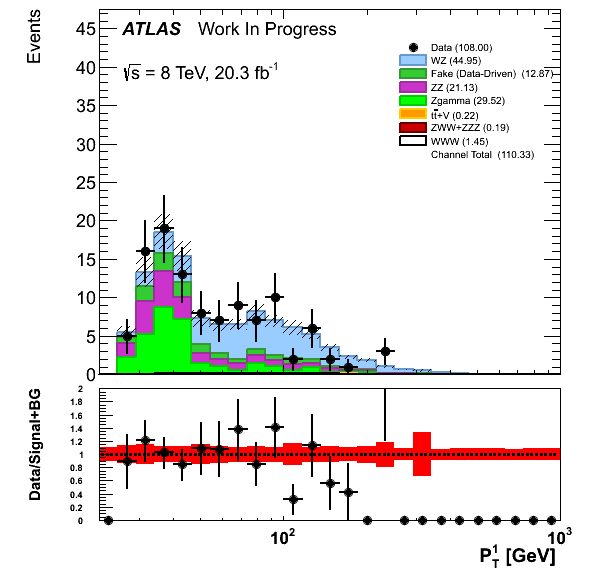 Events
ATLAS Work In Progress
√s = 8 TeV, 20.3 fb⁻¹
Data (108.00)
WZ (44.95)
Fake (Data-Driven) (12.87)
ZZ (21.13)
Zgamma (29.52)
tt̄+V (0.22)
ZWW+ZZZ (0.19)
WWW (1.45)
Channel Total (110.33)
45
40
35
30
25
20
15
10
5
0
Data/Signal+BG
2
1.8
1.6
1.4
1.2
1
0.8
0.6
0.4
0.2
0
10²
10³
P¹_T [GeV]